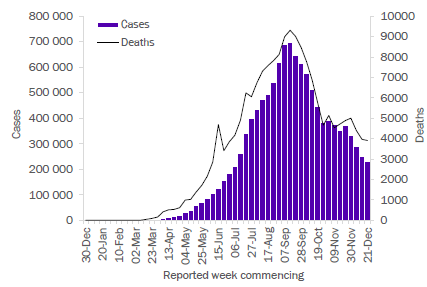 800 000
700 000
600 000
500 000
400 000
300 000
200 000
100 000
0
Cases
Cases
Deaths
10000
9000
8000
7000
6000
5000
4000
3000
2000
1000
0
Deaths
30-Dec
20-Jan
10-Feb
02-Mar
23-Mar
13-Apr
04-May
25-May
15-Jun
06-Jul
27-Jul
17-Aug
07-Sep
28-Sep
19-Oct
09-Nov
30-Nov
21-Dec
Reported week commencing